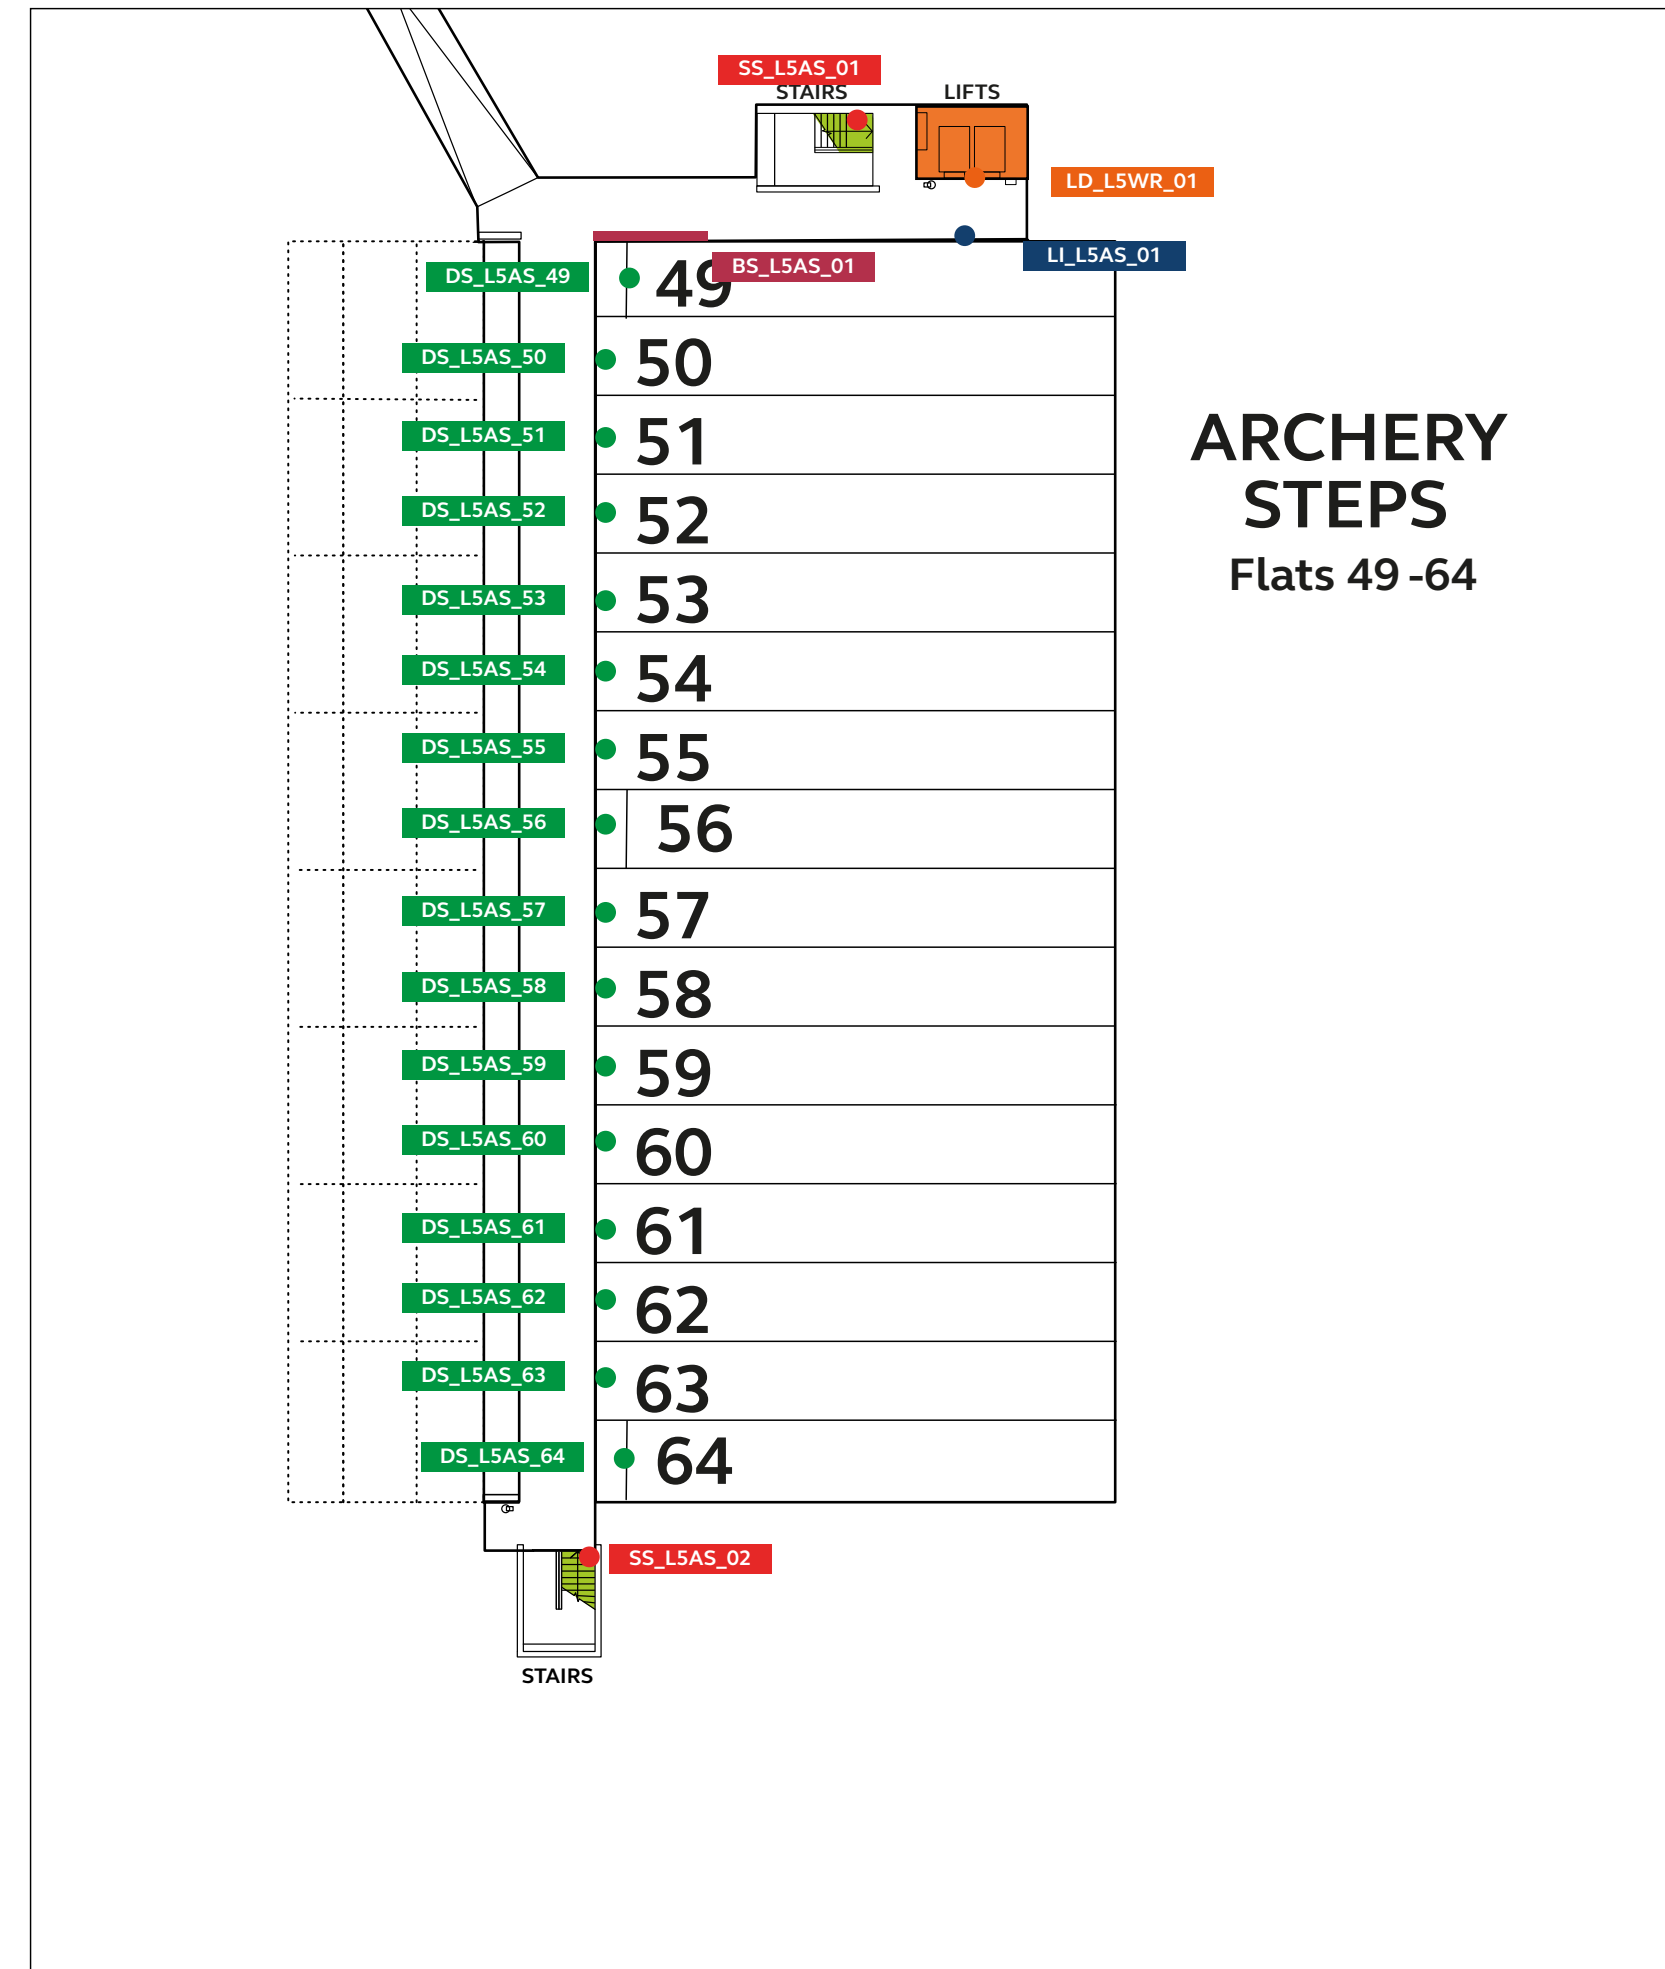 SS_L5AS_01
STAIRS
LIFTS
LD_L5WR_01
LI_L5AS_01
BS_L5AS_01
DS_L5AS_49
49
DS_L5AS_50
50
DS_L5AS_51
51
ARCHERY
STEPS
Flats 49 -64
DS_L5AS_52
52
DS_L5AS_53
53
DS_L5AS_54
54
DS_L5AS_55
55
DS_L5AS_56
56
DS_L5AS_57
57
DS_L5AS_58
58
DS_L5AS_59
59
DS_L5AS_60
60
DS_L5AS_61
61
DS_L5AS_62
62
DS_L5AS_63
63
DS_L5AS_64
64
SS_L5AS_02
STAIRS